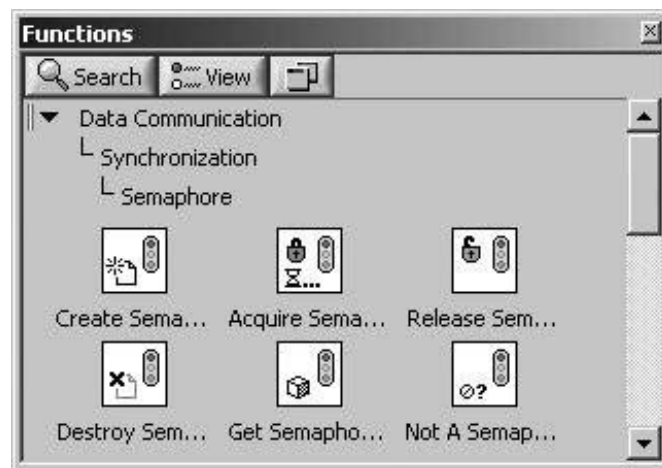 Functions
Search View
Data Communication
Synchronization
Semaphore
Create Sema... Acquire Sema... Release Sem...
Destroy Sem... Get Semapho... Not A Semap...